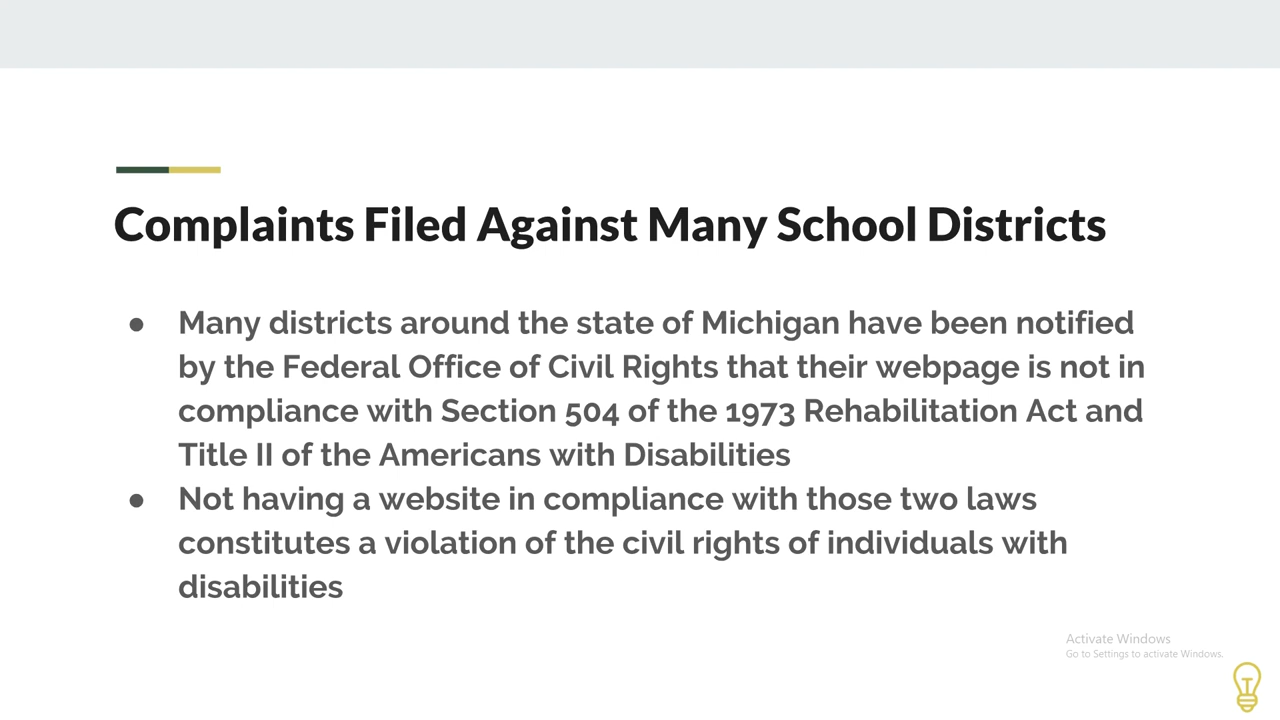 Complaints Filed Against Many School Districts
● Many districts around the state of Michigan have been notified
by the Federal Office of Civil Rights that their webpage is not in
compliance with Section 504 of the 1973 Rehabilitation Act and
Title II of the Americans with Disabilities
● Not having a website in compliance with those two laws
constitutes a violation of the civil rights of individuals with
disabilities
Activate Windows
Go to Settings to activate Windows.